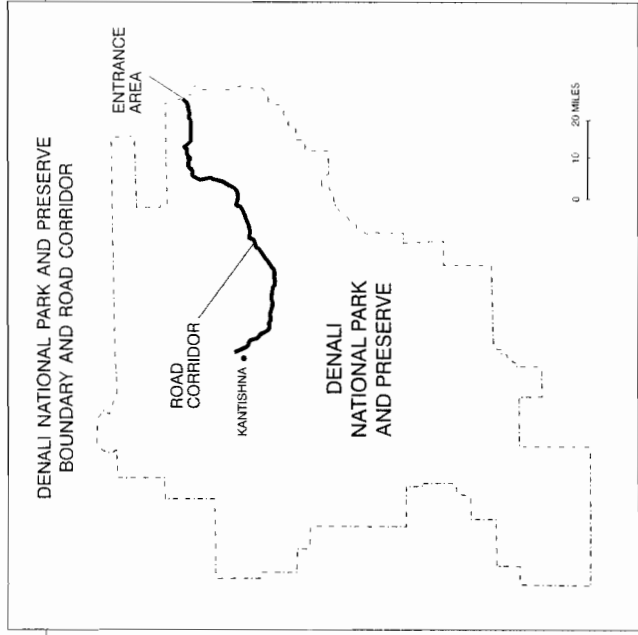 DENALI NATIONAL PARK AND PRESERVE
BOUNDARY AND ROAD CORRIDOR
ENTRANCE
AREA
ROAD
CORRIDOR
KANTISHNA
DENALI
NATIONAL PARK
AND PRESERVE
0 10 20 MILES